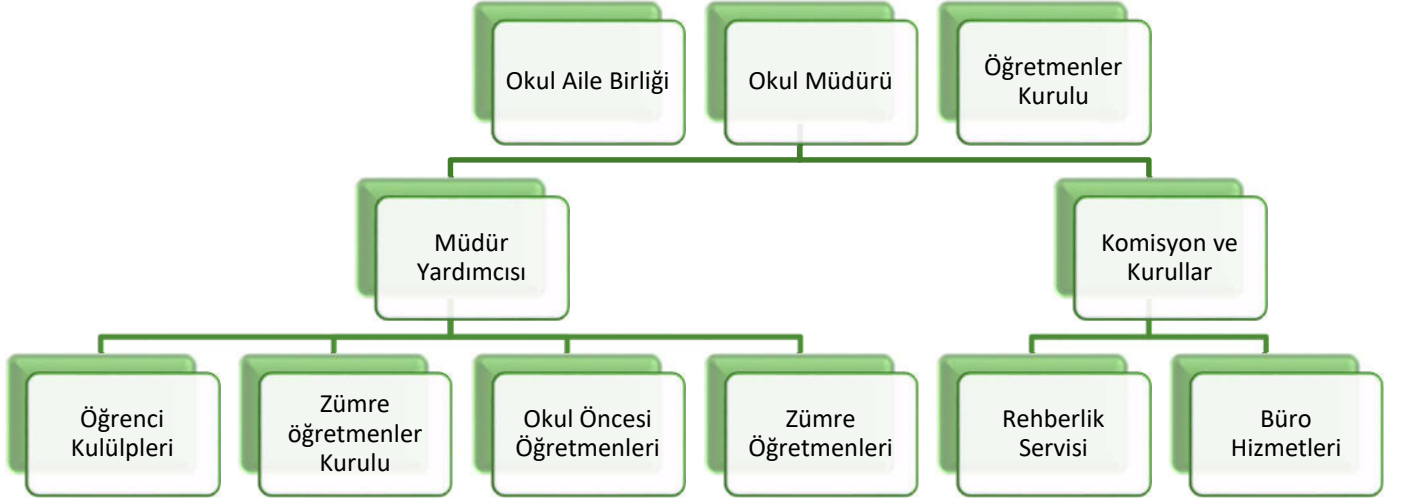 Okul Aile Birliği
Okul Müdürü
Öğretmenler
Kurulu
Müdür
Yardımcısı
Komisyon ve
Kurullar
Öğrenci
Kulülpleri
Zümre
öğretmenler
Kurulu
Okul Öncesi
Öğretmenleri
Zümre
Öğretmenleri
Rehberlik
Servisi
Büro
Hizmetleri